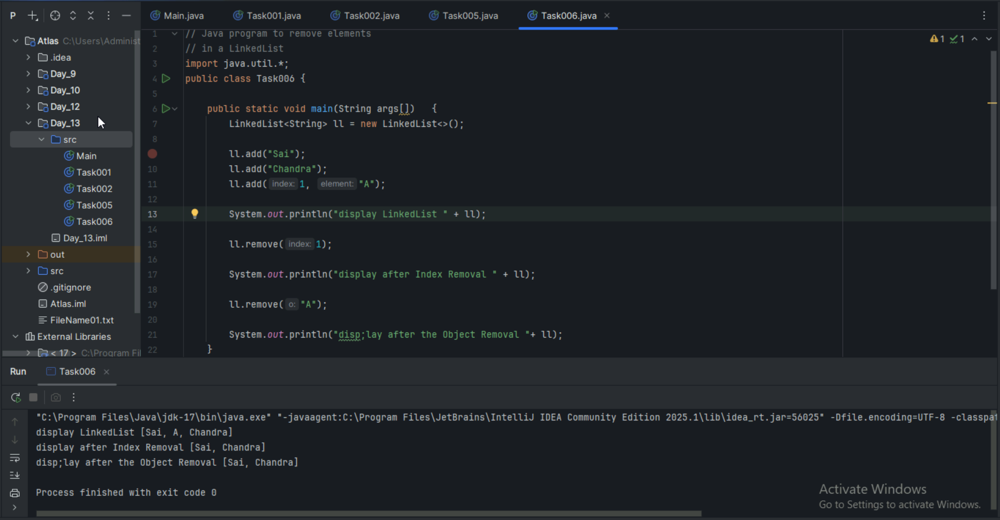 P
Main.java Task001.java Task002.java Task005.java Task006.java
Atlas C:\Users\Administ
.idea
Day_9
Day_10
Day_12
Day_13
src
Main
Task001
Task002
Task005
Task006
Day_13.iml
out
src
.gitignore
Atlas.iml
FileName01.txt
External Libraries
< 17 > C:\Program Fil
1 // Java program to remove elements
2 // in a LinkedList
3 import java.util.*;
4 public class Task006 {
5
6 public static void main(String args[]) {
7 LinkedList<String> ll = new LinkedList<>();
8
ll.add("Sai");
10 ll.add("Chandra");
11 ll.add( index: 1, element: "A");
12
13 System.out.println("display LinkedList " + ll);
14
15 ll.remove( index: 1);
16
17 System.out.println("display after Index Removal " + ll);
18
19 ll.remove( o: "A");
20
21 System.out.println("disp;lay after the Object Removal "+ ll);
22 }
1 1
Run Task006
"C:\Program Files\Java\jdk-17\bin\java.exe" "-javaagent:C:\Program Files\JetBrains\IntelliJ IDEA Community Edition 2025.1\lib\idea_rt.jar=56025" -Dfile.encoding=UTF-8 -classpat
display LinkedList [Sai, A, Chandra]
display after Index Removal [Sai, Chandra]
disp;lay after the Object Removal [Sai, Chandra]
Process finished with exit code 0
Activate Windows
Go to Settings to activate Windows.